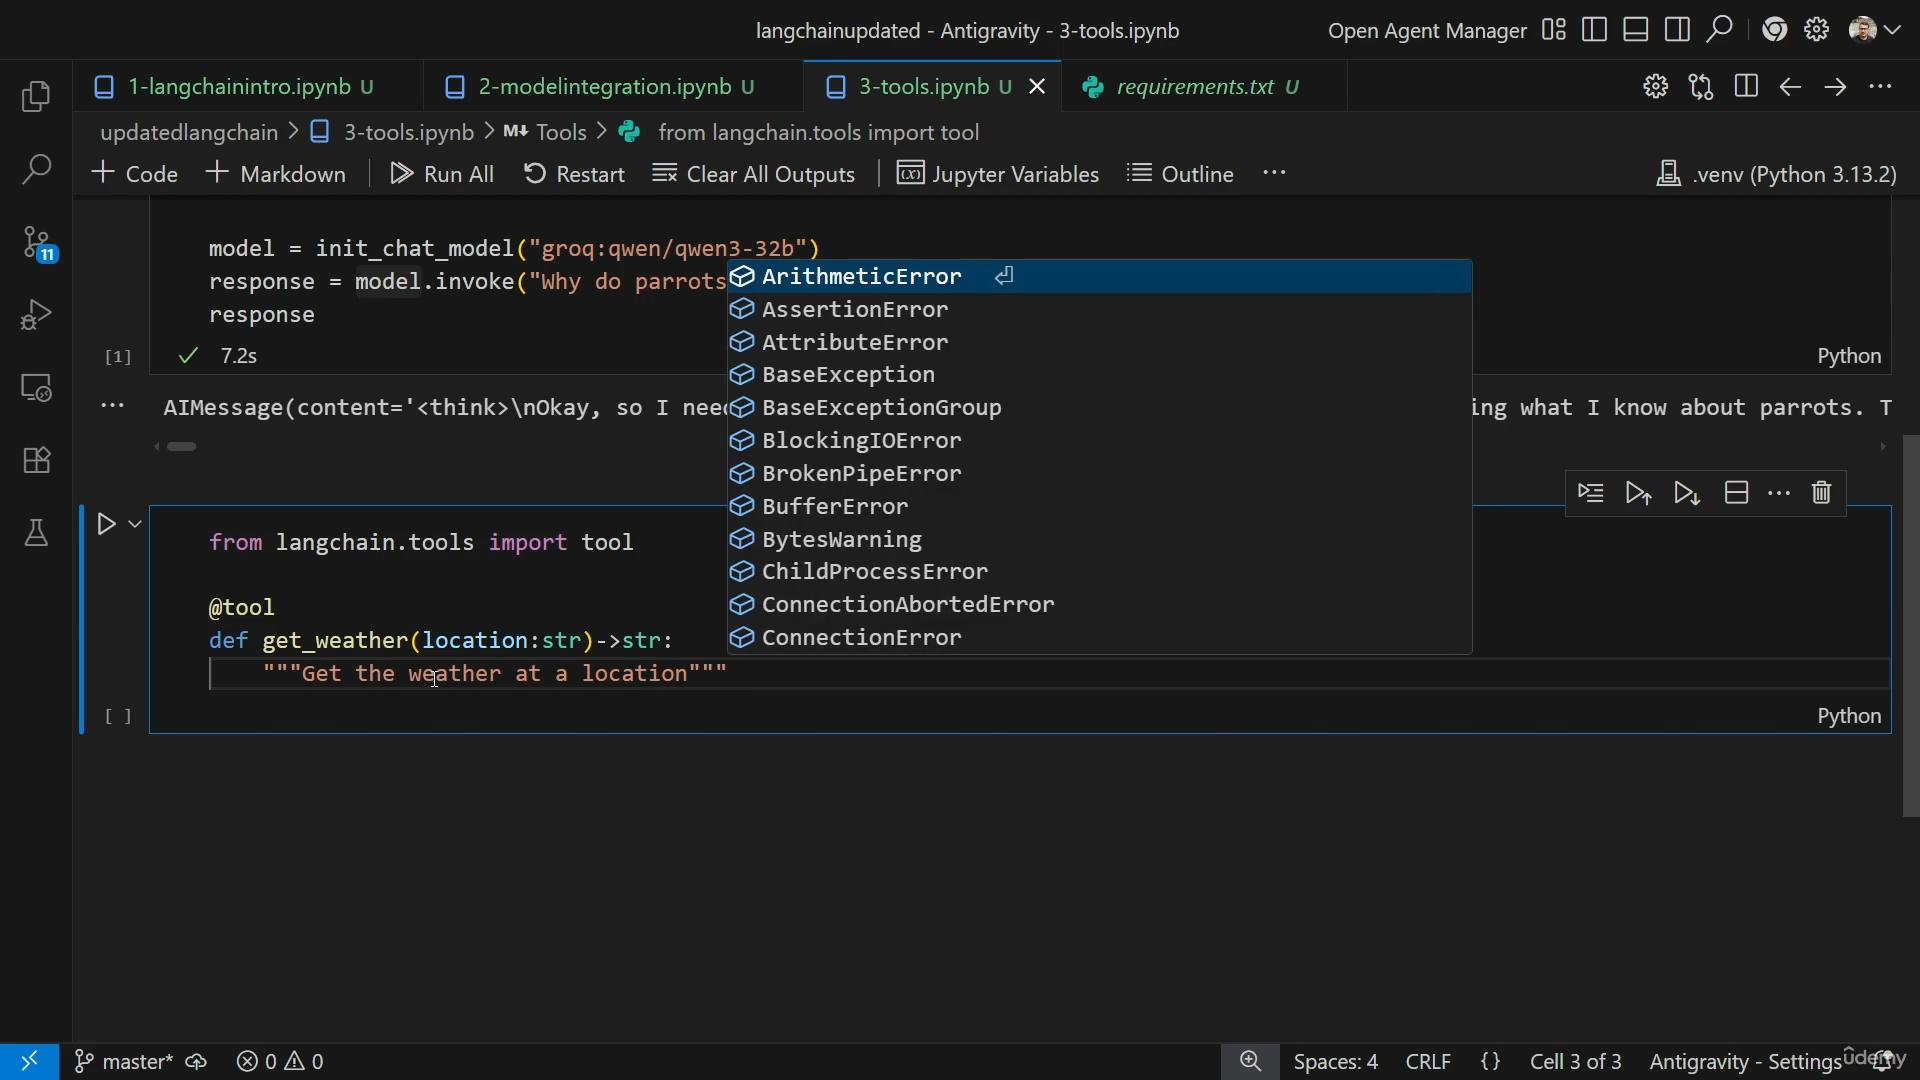 langchainupdated - Antigravity - 3-tools.ipynb
Open Agent Manager
1-langchainintro.ipynb U
2-modelintegration.ipynb U
3-tools.ipynb U
requirements.txt U
updatedlangchain > 3-tools.ipynb > M↓ Tools > from langchain.tools import tool
+ Code + Markdown Run All Restart Clear All Outputs (x) Jupyter Variables Outline ... .venv (Python 3.13.2)
model = init_chat_model("groq:qwen/qwen3-32b")
response = model.invoke("Why do parrots
response
[1] 7.2s Python
AIMessage(content='<think>\nOkay, so I nee
ing what I know about parrots. T
ArithmeticError
AssertionError
AttributeError
BaseException
BaseExceptionGroup
BlockingIOError
BrokenPipeError
BufferError
BytesWarning
ChildProcessError
ConnectionAbortedError
ConnectionError
from langchain.tools import tool
@tool
def get_weather(location:str)->str:
"""Get the weather at a location"""
[ ] Python
11
master* 0 0
Spaces: 4 CRLF {} Cell 3 of 3 Antigravity - Settings
ûdemy